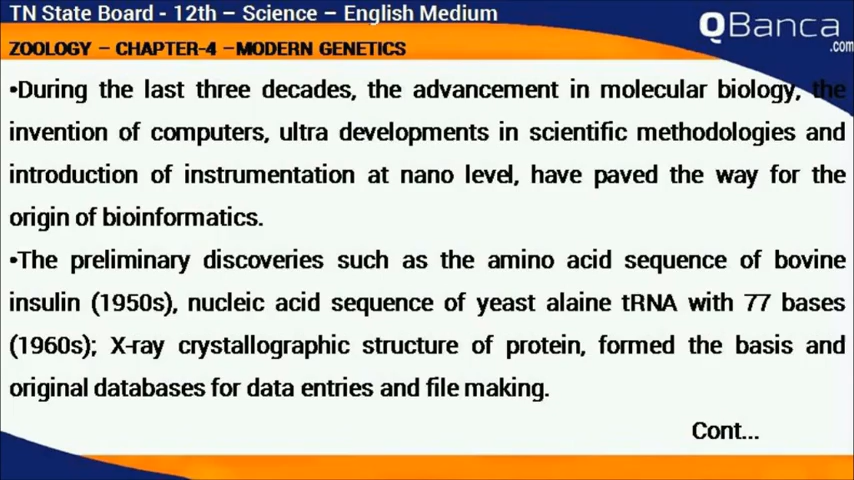 TN State Board - 12th – Science – English Medium
QBanca
.com
ZOOLOGY – CHAPTER-4 –MODERN GENETICS
•During the last three decades, the advancement in molecular biology, the
invention of computers, ultra developments in scientific methodologies and
introduction of instrumentation at nano level, have paved the way for the
origin of bioinformatics.
•The preliminary discoveries such as the amino acid sequence of bovine
insulin (1950s), nucleic acid sequence of yeast alaine tRNA with 77 bases
(1960s); X-ray crystallographic structure of protein, formed the basis and
original databases for data entries and file making.
Cont...